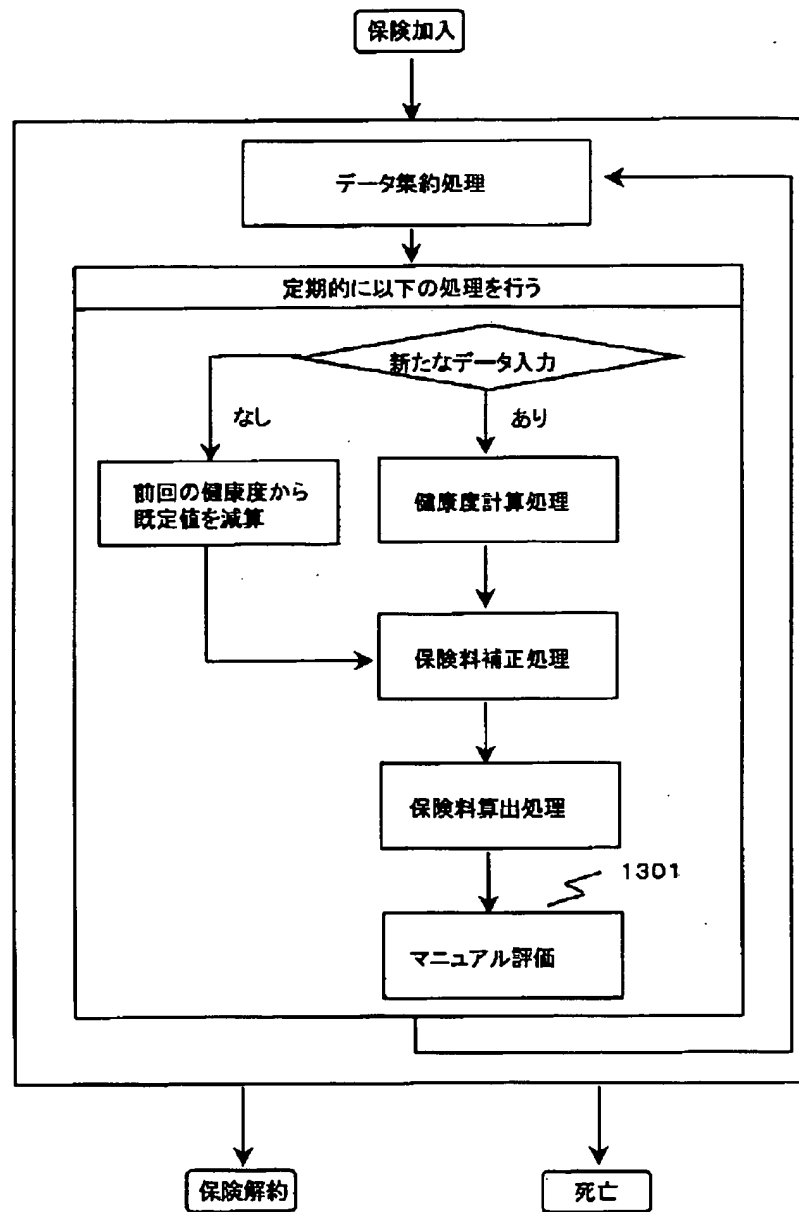 保険加入
データ集約処理
定期的に以下の処理を行う
新たなデータ入力
なし
あり
前回の健康度から
既定値を減算
健康度計算処理
保険料補正処理
保険料算出処理
1301
マニュアル評価
保険解約
死亡